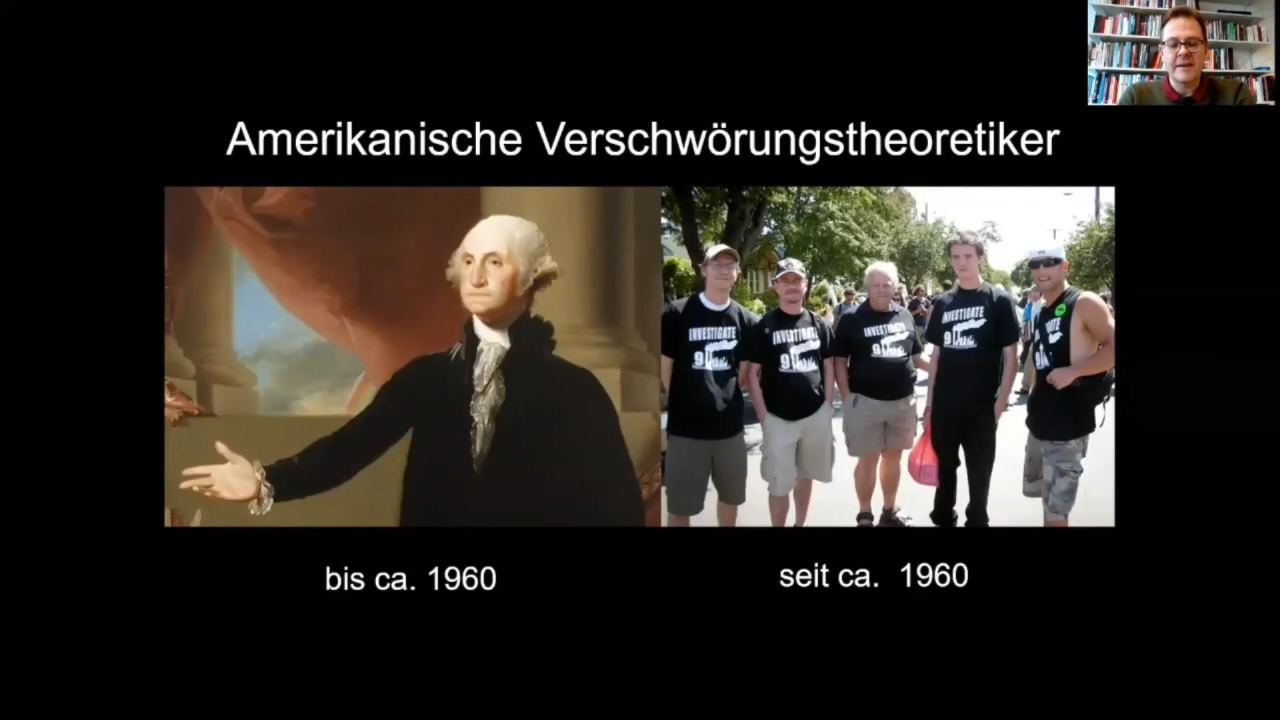 Amerikanische Verschwörungstheoretiker
INVESTIGATE
9
INVESTIGATE
9
INVESTIGATE
9
INVESTIGATE
9
bis ca. 1960
seit ca. 1960